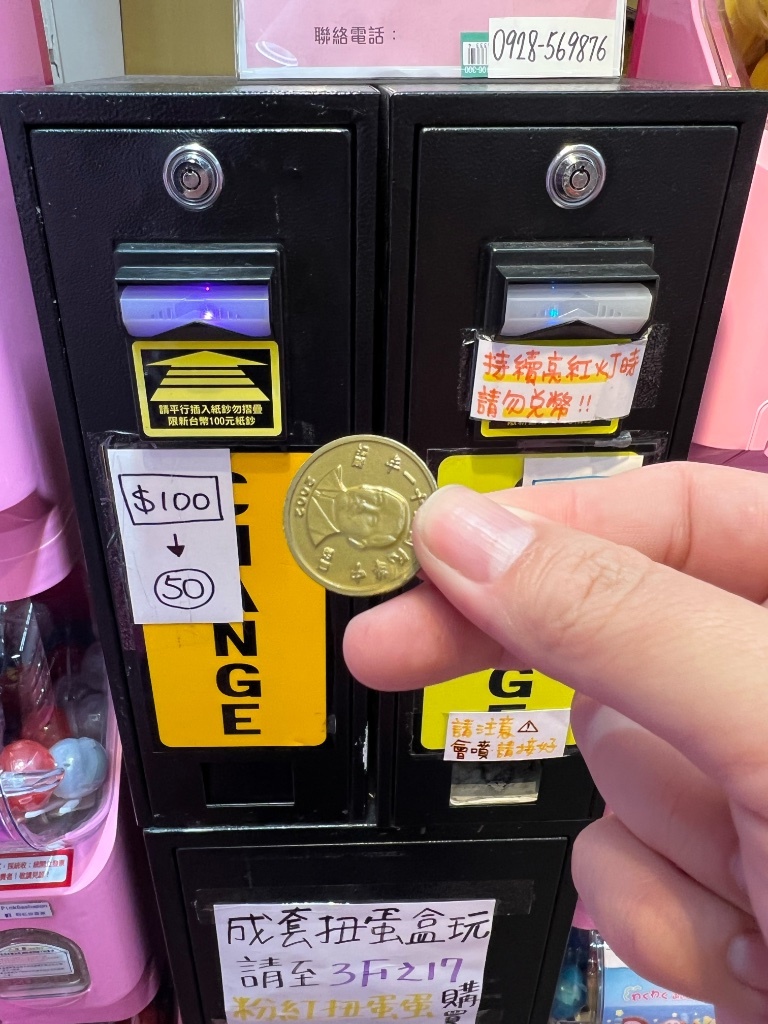 聯絡電話：
0928-569876
請平行插入紙鈔勿摺疊
限新台幣100元紙鈔
持續亮紅灯時
請勿兌幣!!
$100
50
CHANGE
2002
G
請注意⚠
會噴請接好
成套扭蛋盒玩
請至3F之17
粉紅扭蛋蛋購買